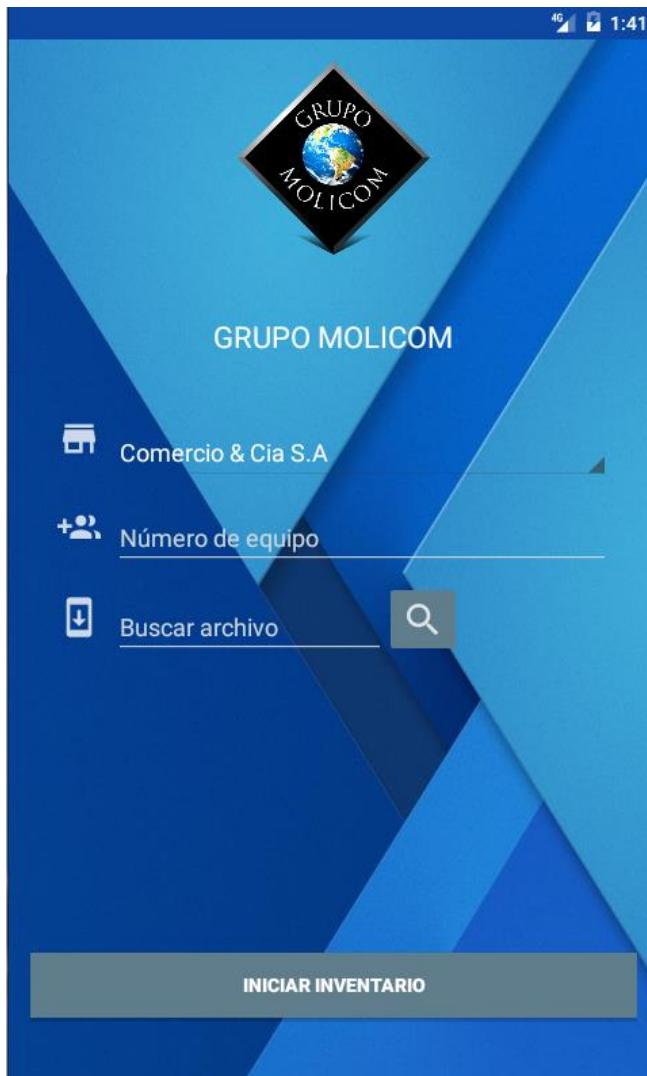 4G 1:41
GRUPO
MOLICOM
GRUPO MOLICOM
Comercio & Cia S.A
Número de equipo
Buscar archivo
INICIAR INVENTARIO